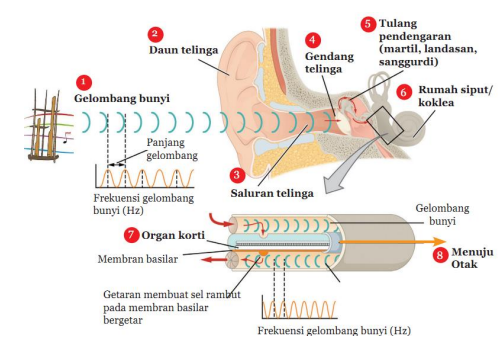 1
Gelombang bunyi
2
Daun telinga
3
Saluran telinga
4
Gendang
telinga
5
Tulang
pendengaran
(martil, landasan,
sanggurdi)
6
Rumah siput/
koklea
Panjang
gelombang
Frekuensi gelombang
bunyi (Hz)
Gelombang
bunyi
7
Organ korti
Membran basilar
8
Menuju
Otak
Getaran membuat sel rambut
pada membran basilar
bergetar
Frekuensi gelombang bunyi (Hz)